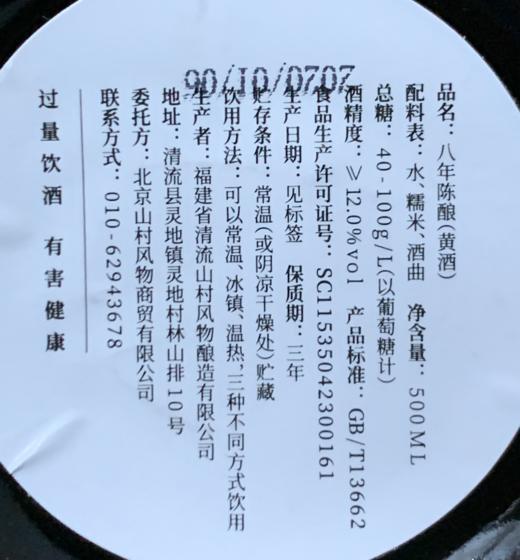 2020/10/06
品名：八年陈酿(黄酒)
配料表：水、糯米、酒曲 净含量：500ML
总糖：40-100g/L(以葡萄糖计)
酒精度：≥12.0%vol 产品标准：GB/T13662
食品生产许可证号：SC11535042300161
生产日期：见标签 保质期：三年
贮存条件：常温(或阴凉干燥处)贮藏
饮用方法：可以常温、冰镇、温热,三种不同方式饮用
生产者：福建省清流山村风物酿造有限公司
地址：清流县灵地镇灵地村林山排10号
委托方：北京山村风物商贸有限公司
联系方式：010-62943678
过量饮酒 有害健康